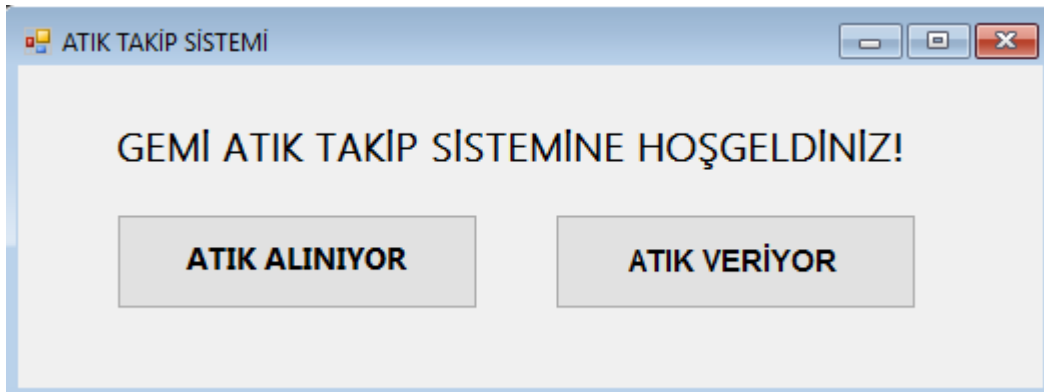 ATIK TAKİP SİSTEMİ
GEMİ ATIK TAKİP SİSTEMİNE HOŞGELDİNİZ!
ATIK ALINIYOR
ATIK VERİYOR